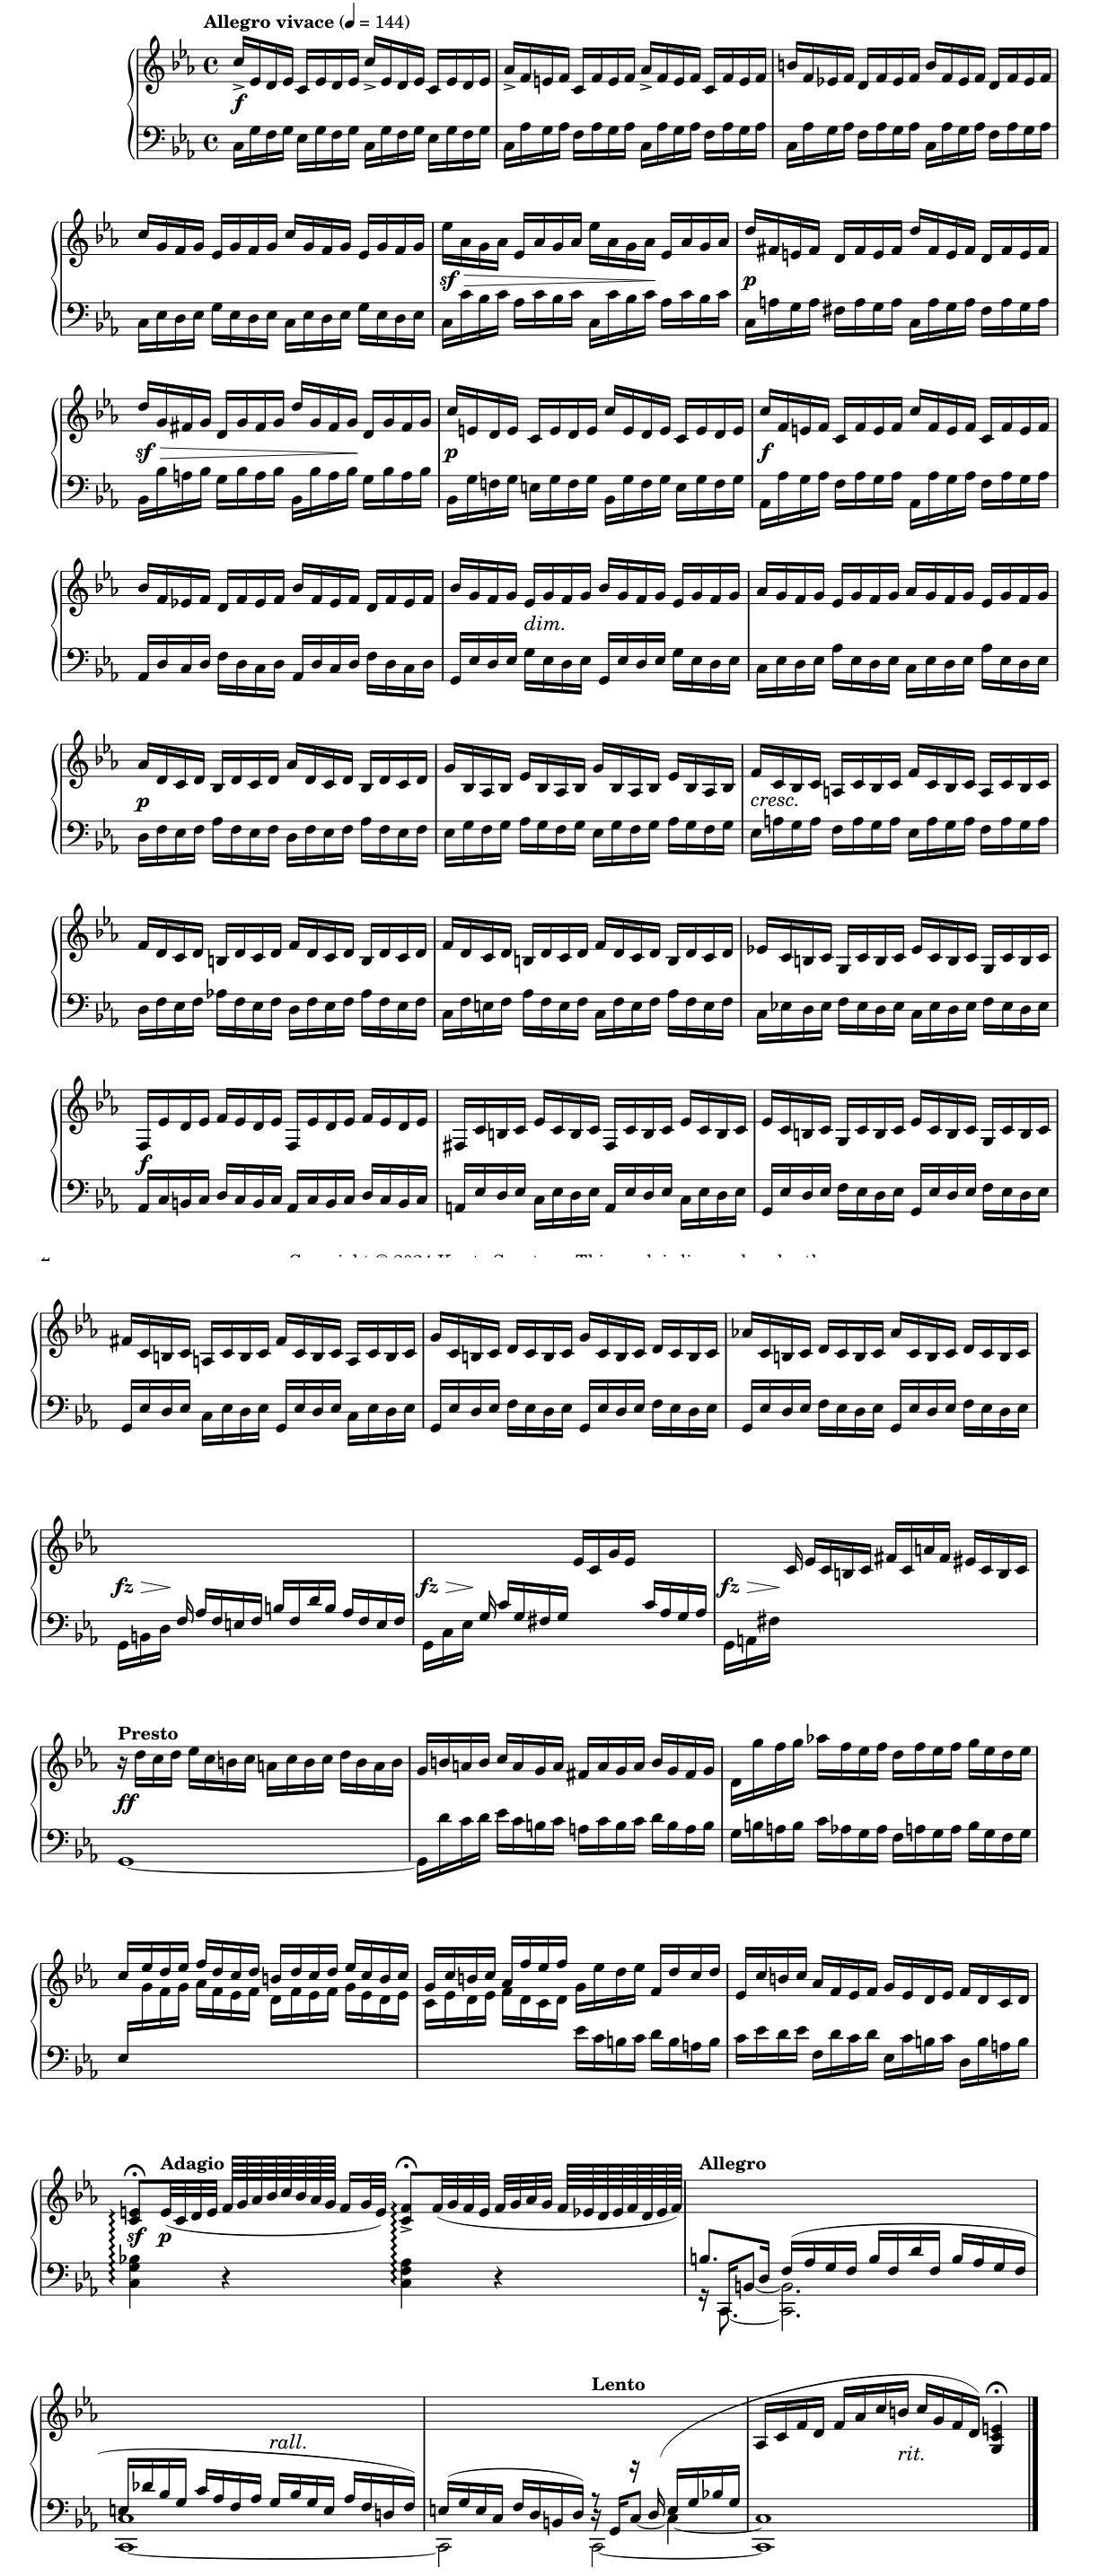 Allegro vivace (♩ = 144)
f
sf p
sf p f
dim.
p cresc.
f
fz fz fz
Presto
ff
Adagio Allegro
sf p
Lento
rall. rit.